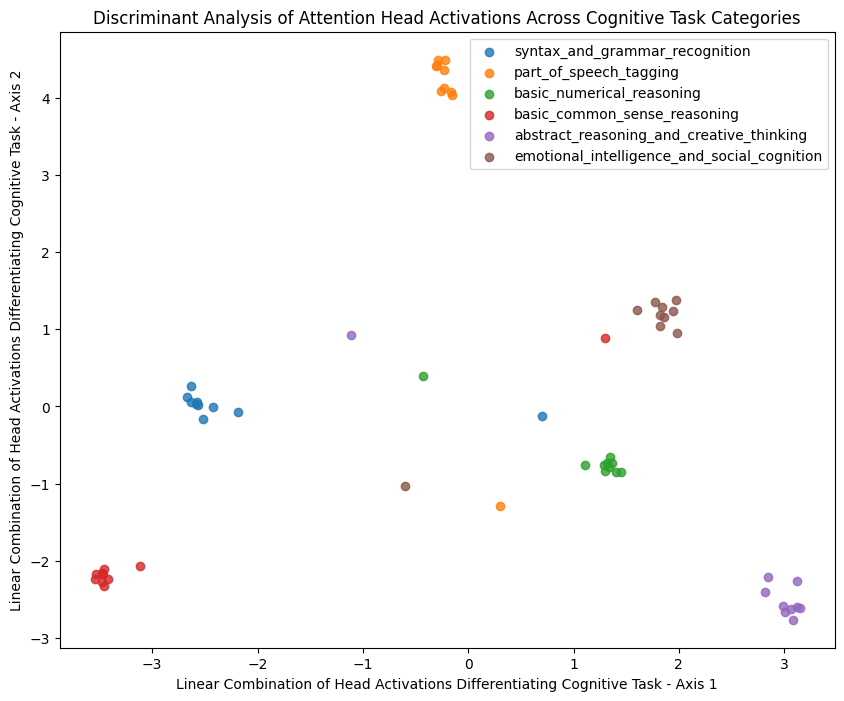 Discriminant Analysis of Attention Head Activations Across Cognitive Task Categories
syntax_and_grammar_recognition
part_of_speech_tagging
basic_numerical_reasoning
basic_common_sense_reasoning
abstract_reasoning_and_creative_thinking
emotional_intelligence_and_social_cognition
Linear Combination of Head Activations Differentiating Cognitive Task - Axis 2
4
3
2
1
0
−1
−2
−3
−3
−2
−1
0
1
2
3
Linear Combination of Head Activations Differentiating Cognitive Task - Axis 1